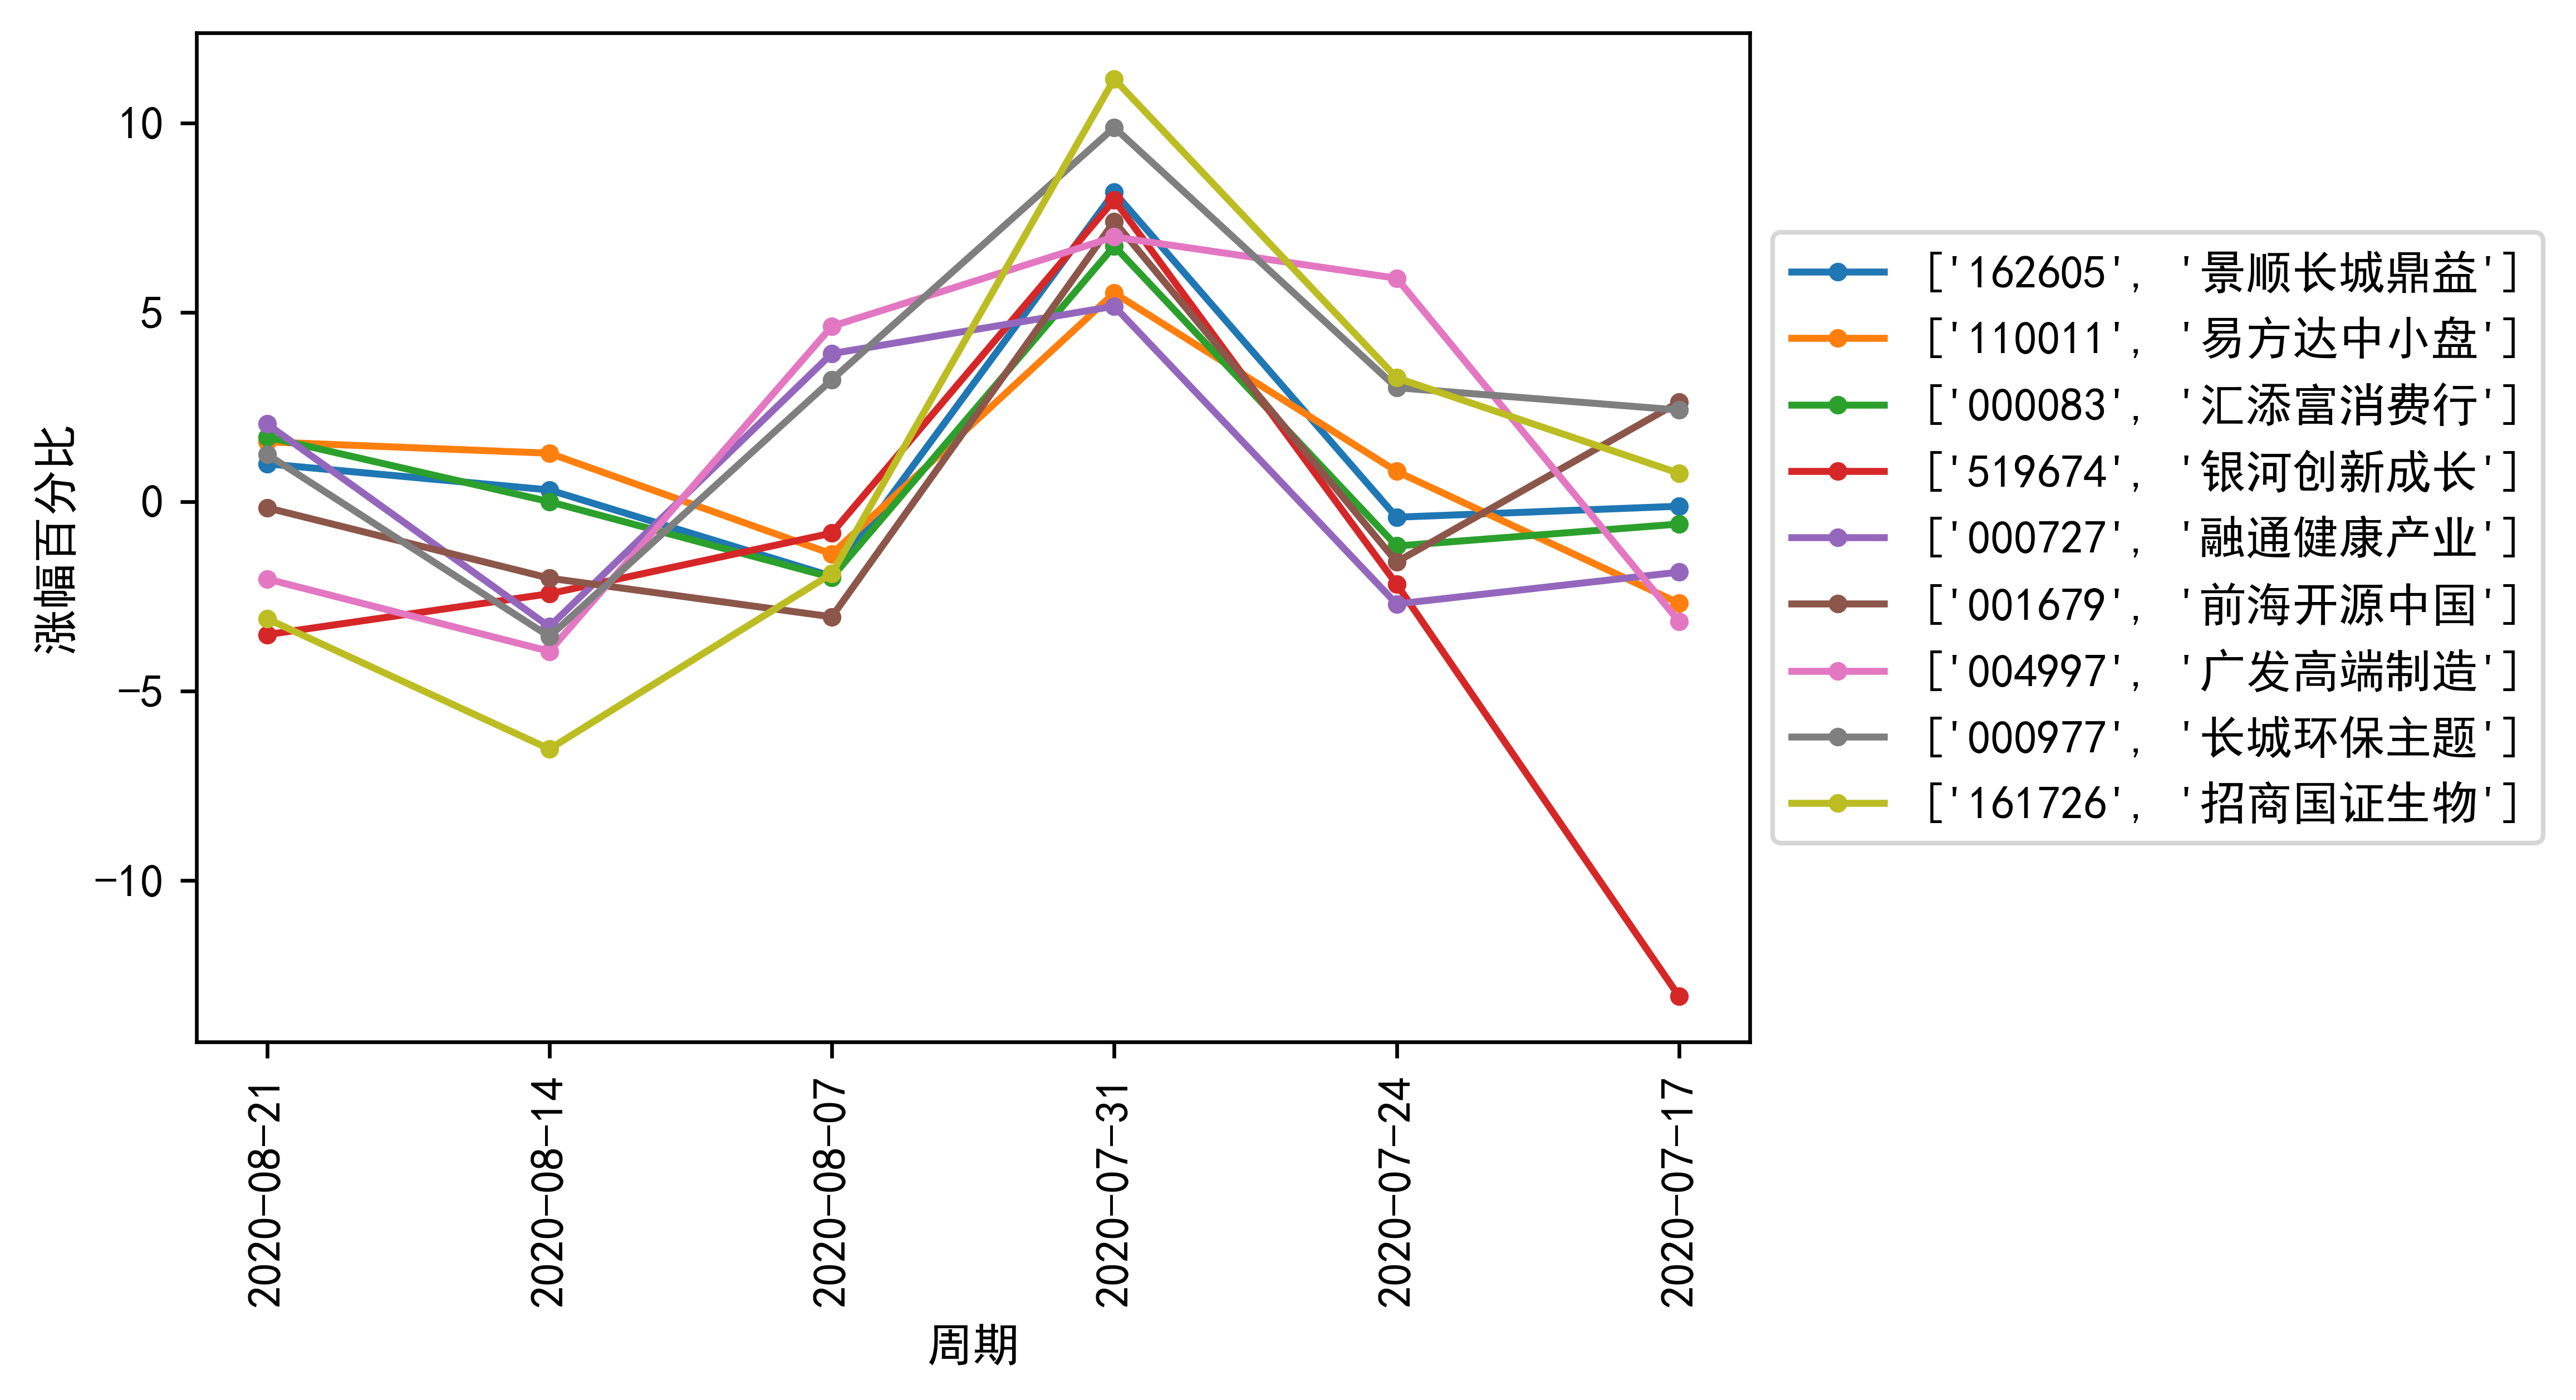 涨幅百分比
10
5
0
−5
−10
2020-08-21
2020-08-14
2020-08-07
2020-07-31
2020-07-24
2020-07-17
周期
['162605', '景顺长城鼎益']
['110011', '易方达中小盘']
['000083', '汇添富消费行']
['519674', '银河创新成长']
['000727', '融通健康产业']
['001679', '前海开源中国']
['004997', '广发高端制造']
['000977', '长城环保主题']
['161726', '招商国证生物']